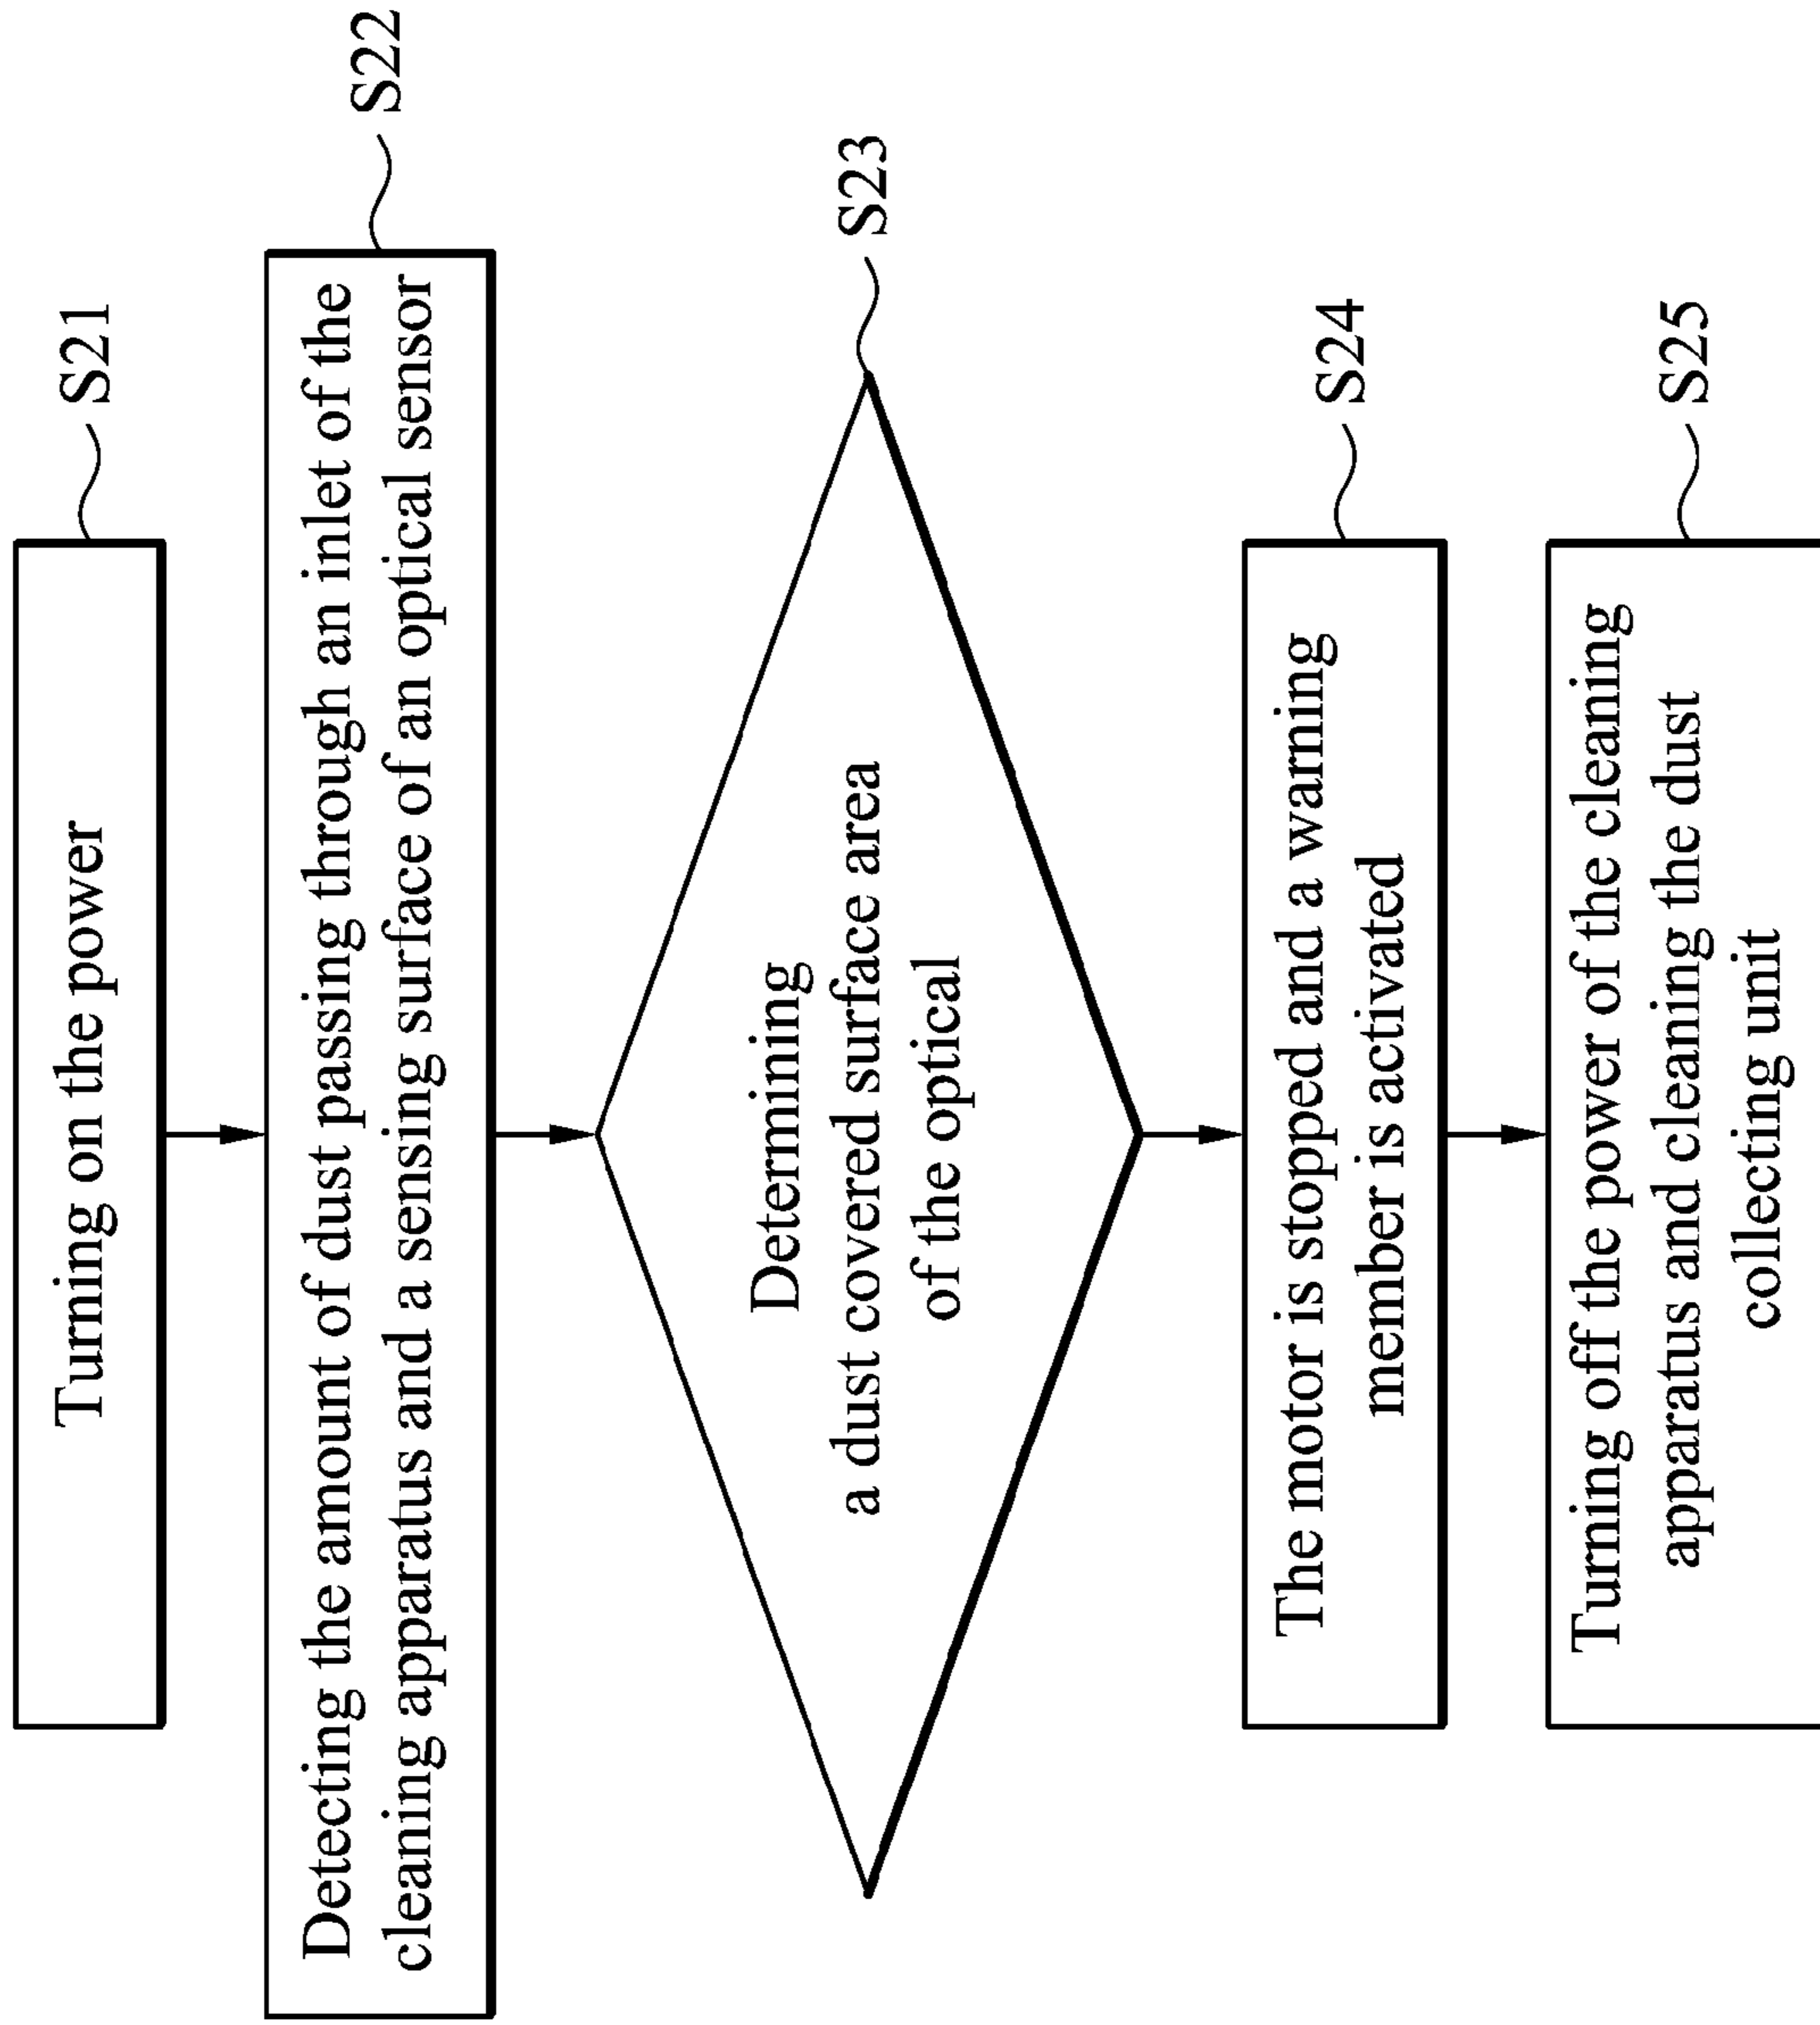 Turning on the power
S21
Detecting the amount of dust passing through an inlet of the
cleaning apparatus and a sensing surface of an optical sensor
S22
Determining
a dust covered surface area
of the optical
S23
The motor is stopped and a warning
member is activated
S24
Turning off the power of the cleaning
apparatus and cleaning the dust
collecting unit
S25